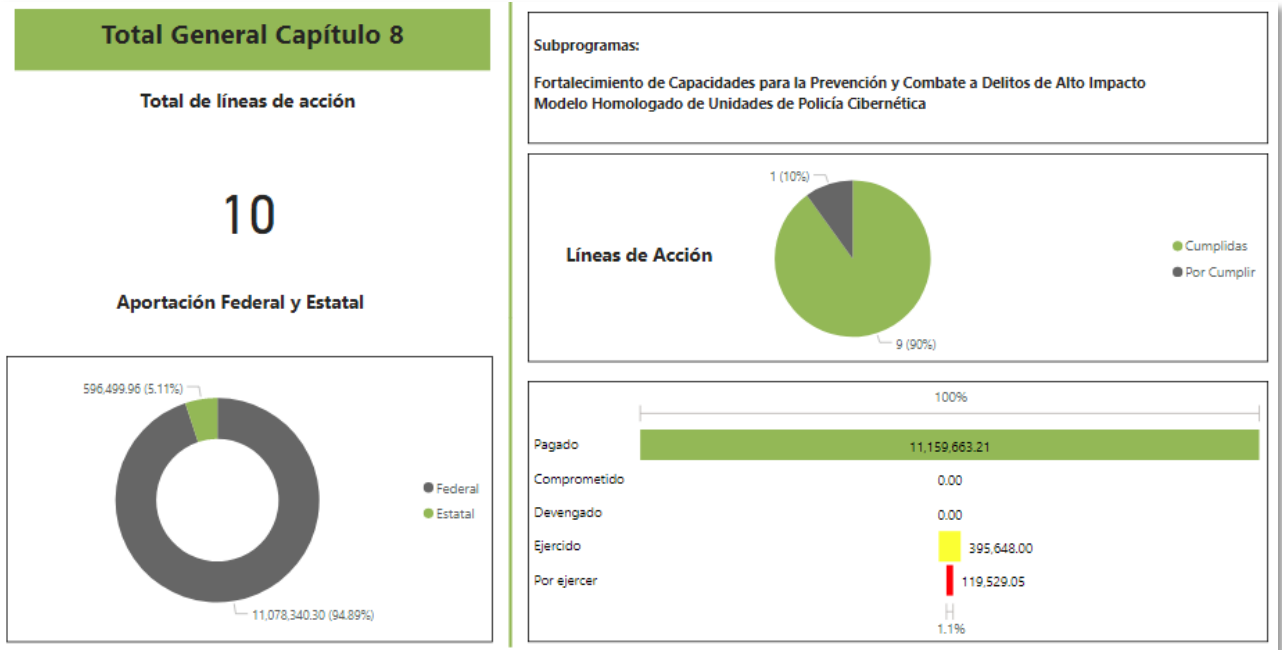 Total General Capítulo 8
Total de líneas de acción
10
Aportación Federal y Estatal
596,499.96 (5.11%)
Federal
Estatal
11,078,340.30 (94.89%)
Subprogramas:
Fortalecimiento de Capacidades para la Prevención y Combate a Delitos de Alto Impacto
Modelo Homologado de Unidades de Policía Cibernética
1 (10%)
Líneas de Acción
Cumplidas
Por Cumplir
9 (90%)
100%
Pagado 11,159,663.21
Comprometido 0.00
Devengado 0.00
Ejercido 395,648.00
Por ejercer 119,529.05
1.1%